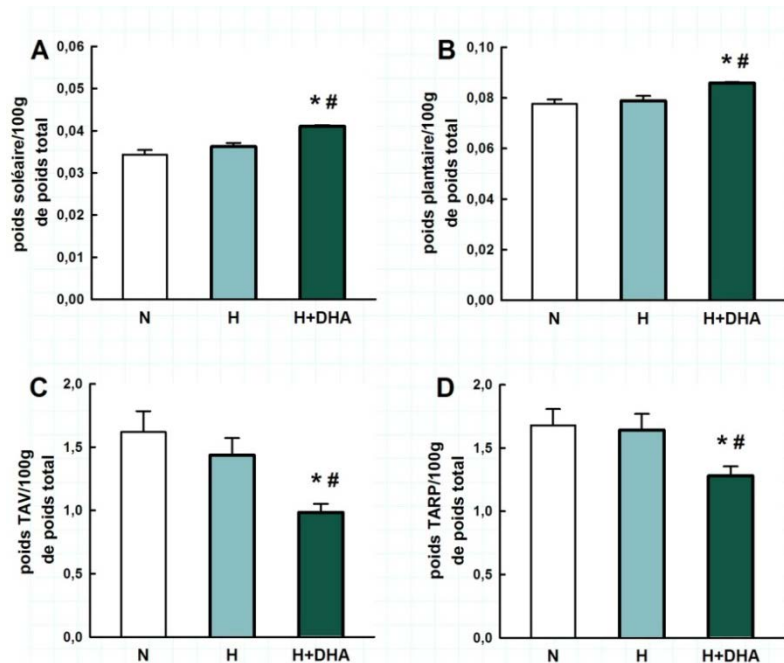 A
poids soléaire/100g
de poids total
0,06
0,05
0,04
0,03
0,02
0,01
0,00
* #
N H H+DHA
B
poids plantaire/100g
de poids total
0,10
0,08
0,06
0,04
0,02
0,00
* #
N H H+DHA
C
poids TAV/100g
de poids total
2,0
1,5
1,0
0,5
0,0
* #
N H H+DHA
D
poids TARP/100g
de poids total
2,0
1,5
1,0
0,5
0,0
* #
N H H+DHA